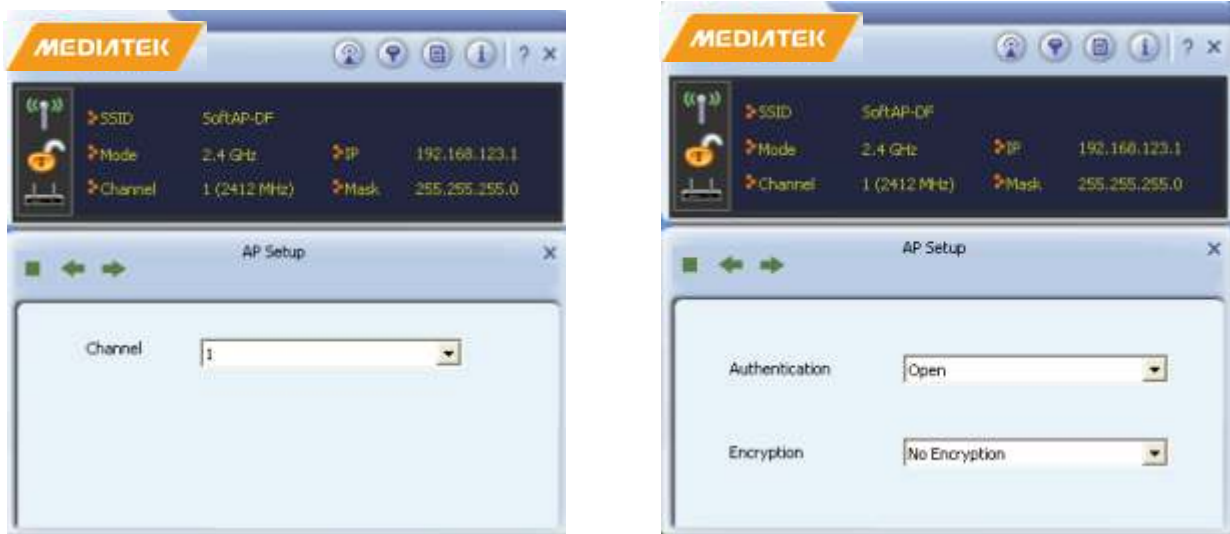 MEDIATEK
? ×
SSID SoftAP-DF
Mode 2.4 GHz IP 192.168.123.1
Channel 1 (2412 MHz) Mask 255.255.255.0
AP Setup ×
Channel 1
MEDIATEK
? ×
SSID SoftAP-DF
Mode 2.4 GHz IP 192.168.123.1
Channel 1 (2412 MHz) Mask 255.255.255.0
AP Setup ×
Authentication Open
Encryption No Encryption